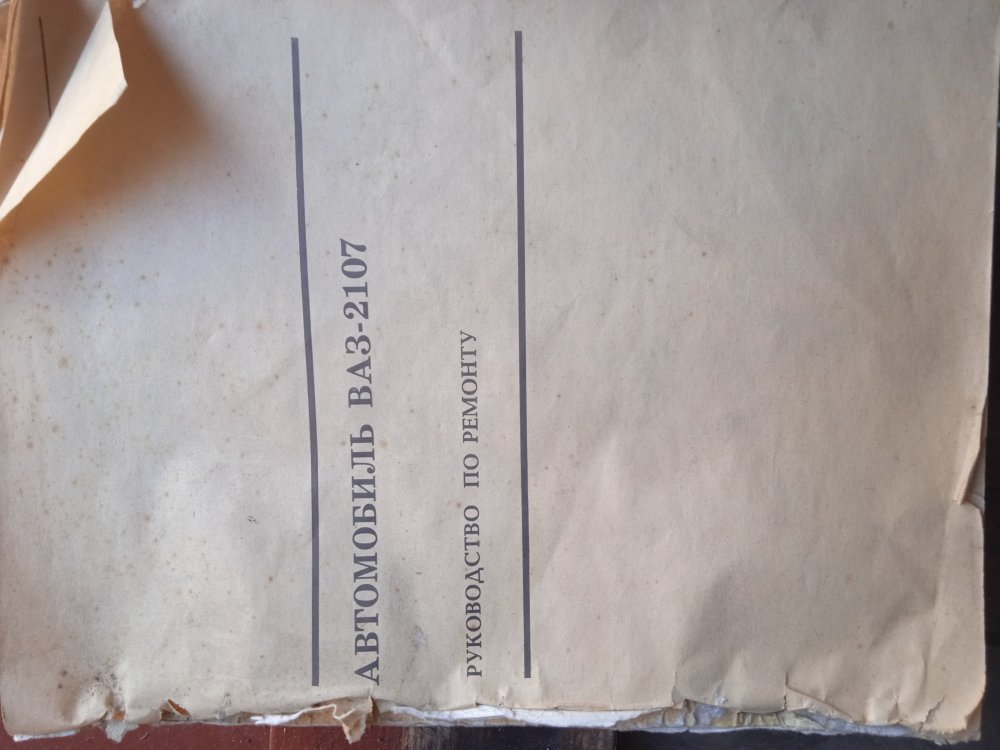 АВТОМОБИЛЬ ВАЗ-2107
РУКОВОДСТВО ПО РЕМОНТУ